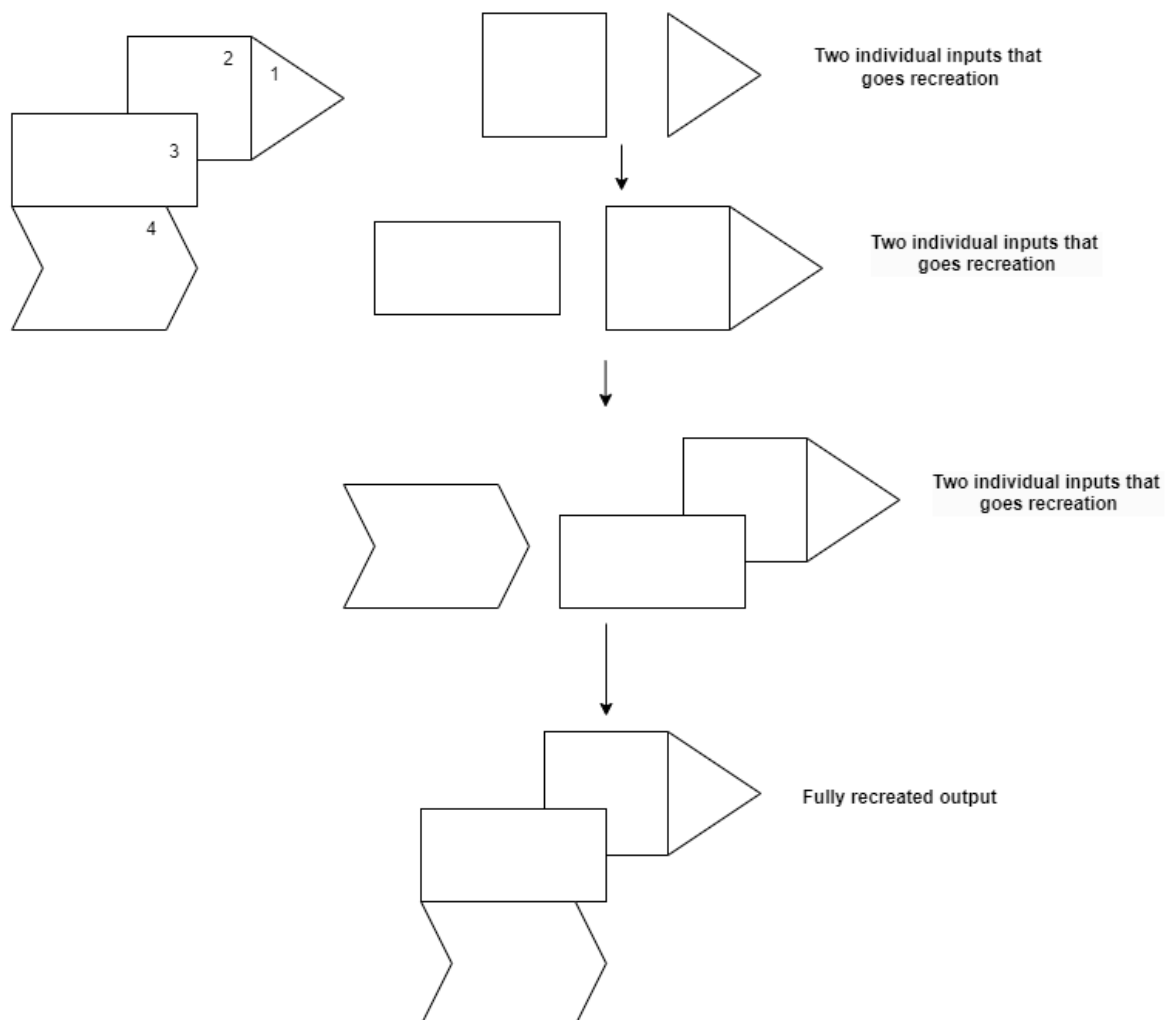 2
1
3
4
Two individual inputs that
goes recreation
Two individual inputs that
goes recreation
Two individual inputs that
goes recreation
Fully recreated output